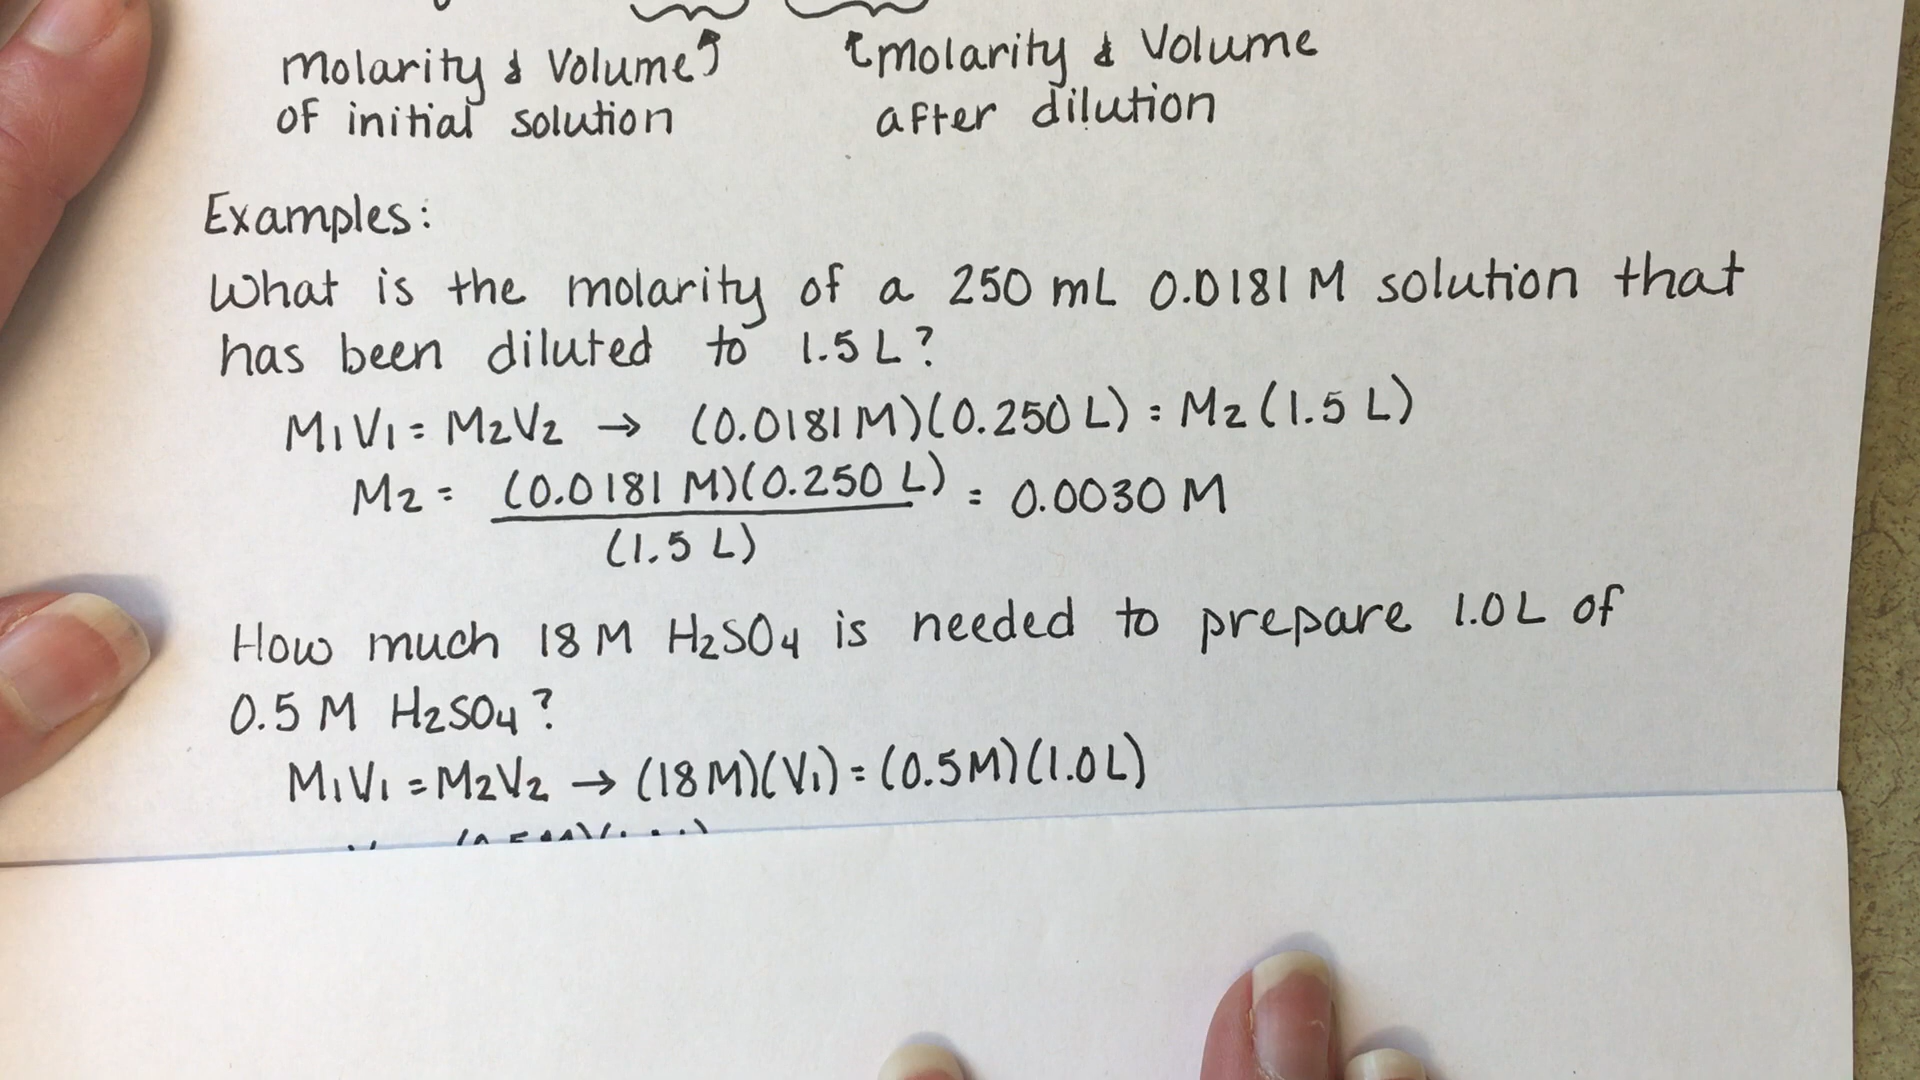 Molarity & Volume of initial solution
Molarity & Volume after dilution
Examples:
What is the molarity of a 250 mL 0.0181 M solution that
has been diluted to 1.5 L?
M₁V₁ = M₂V₂ → (0.0181 M)(0.250 L) = M₂ (1.5 L)
M₂ = (0.0181 M)(0.250 L) = 0.0030 M
(1.5 L)
How much 18 M H₂SO₄ is needed to prepare 1.0 L of
0.5 M H₂SO₄?
M₁V₁ = M₂V₂ → (18 M)(V₁) = (0.5 M)(1.0 L)